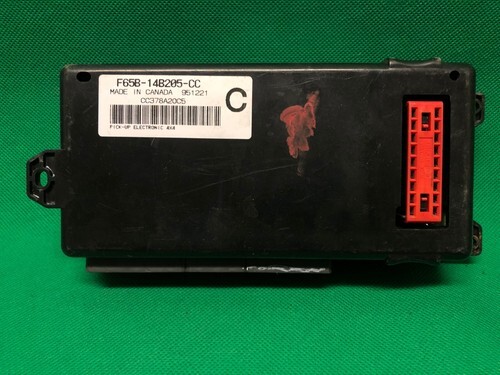 F65B-14B205-CC
MADE IN CANADA 951221
CC378A20C5
C
PICK-UP ELECTRONIC 4X4